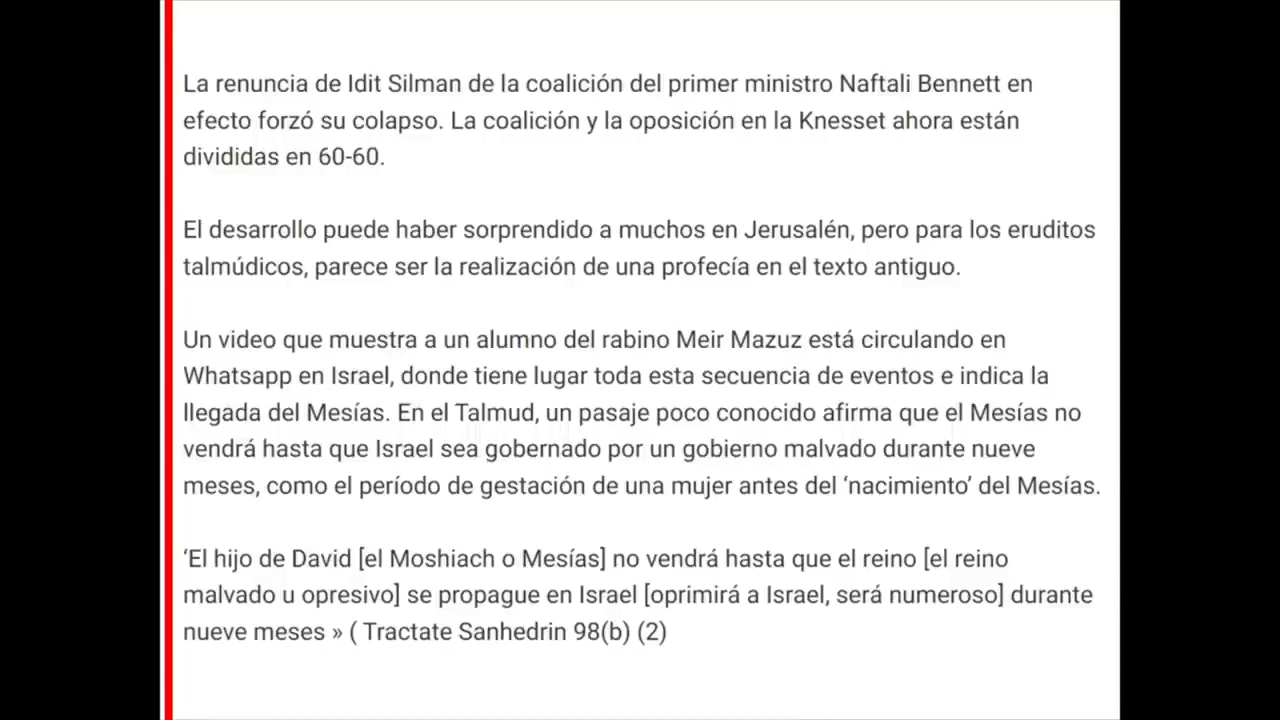 La renuncia de Idit Silman de la coalición del primer ministro Naftali Bennett en
efecto forzó su colapso. La coalición y la oposición en la Knesset ahora están
divididas en 60-60.
El desarrollo puede haber sorprendido a muchos en Jerusalén, pero para los eruditos
talmúdicos, parece ser la realización de una profecía en el texto antiguo.
Un video que muestra a un alumno del rabino Meir Mazuz está circulando en
Whatsapp en Israel, donde tiene lugar toda esta secuencia de eventos e indica la
llegada del Mesías. En el Talmud, un pasaje poco conocido afirma que el Mesías no
vendrá hasta que Israel sea gobernado por un gobierno malvado durante nueve
meses, como el período de gestación de una mujer antes del ‘nacimiento’ del Mesías.
‘El hijo de David [el Moshiach o Mesías] no vendrá hasta que el reino [el reino
malvado u opresivo] se propague en Israel [oprimirá a Israel, será numeroso] durante
nueve meses » ( Tractate Sanhedrin 98(b) (2)